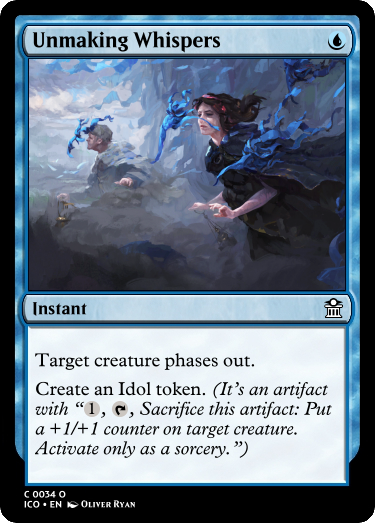 Unmaking Whispers
Instant
Target creature phases out.
Create an Idol token. (It's an artifact
with “1, , Sacrifice this artifact: Put
a +1/+1 counter on target creature.
Activate only as a sorcery.”)
C 0034 O
ICO • EN Oliver Ryan